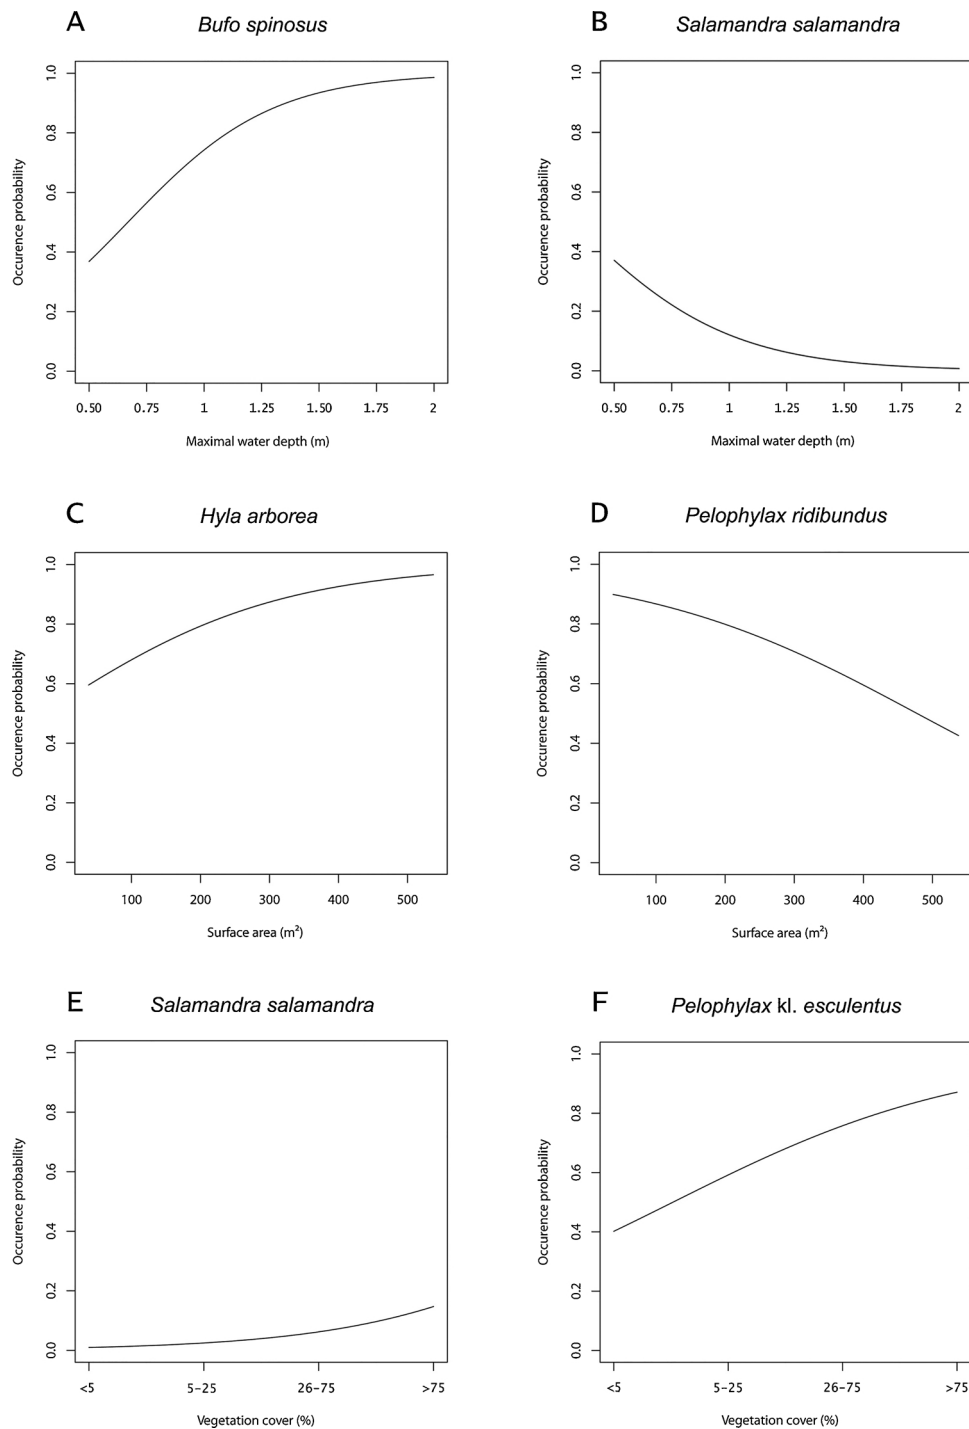 A
Bufo spinosus
Occurence probability
1.0
0.8
0.6
0.4
0.2
0.0
0.50 0.75 1 1.25 1.50 1.75 2
Maximal water depth (m)
B
Salamandra salamandra
Occurence probability
1.0
0.8
0.6
0.4
0.2
0.0
0.50 0.75 1 1.25 1.50 1.75 2
Maximal water depth (m)
C
Hyla arborea
Occurence probability
1.0
0.8
0.6
0.4
0.2
0.0
100 200 300 400 500
Surface area (m²)
D
Pelophylax ridibundus
Occurence probability
1.0
0.8
0.6
0.4
0.2
0.0
100 200 300 400 500
Surface area (m²)
E
Salamandra salamandra
Occurence probability
1.0
0.8
0.6
0.4
0.2
0.0
<5 5-25 26-75 >75
Vegetation cover (%)
F
Pelophylax kl. esculentus
Occurence probability
1.0
0.8
0.6
0.4
0.2
0.0
<5 5-25 26-75 >75
Vegetation cover (%)